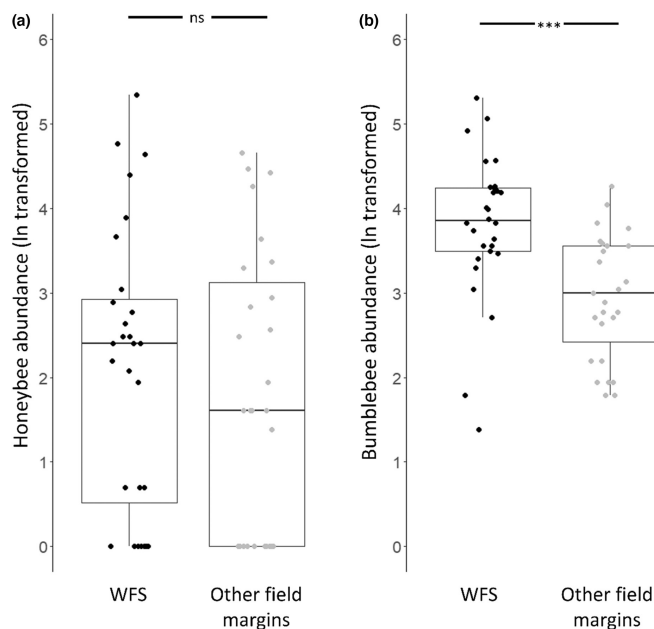 (a)
ns
Honeybee abundance (ln transformed)
6
5
4
3
2
1
0
WFS
Other field
margins
(b)
***
Bumblebee abundance (ln transformed)
6
5
4
3
2
1
0
WFS
Other field
margins